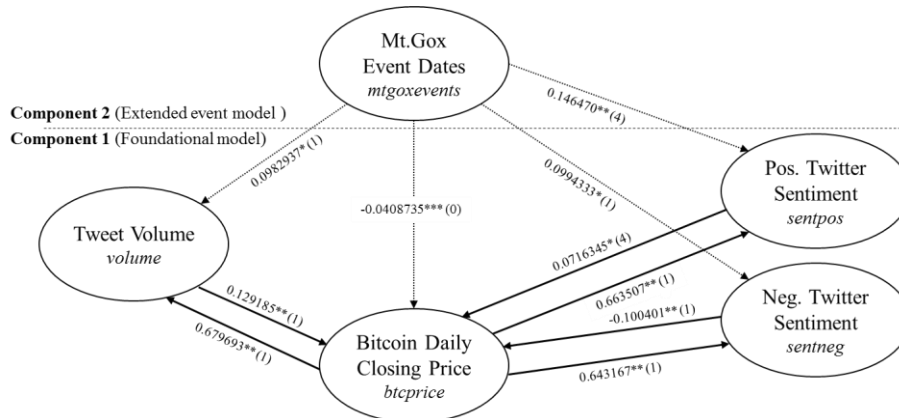 Mt.Gox
Event Dates
mtgoxevents
0.146470**(4)
Component 2 (Extended event model )
Component 1 (Foundational model)
0.0982937*(1)
0.0994333*(1)
Pos. Twitter
Sentiment
sentpos
-0.0408735***(0)
Tweet Volume
volume
0.0716345*(4)
0.663507**(1)
0.129185**(1)
0.679693**(1)
-0.100401**(1)
Neg. Twitter
Sentiment
sentneg
Bitcoin Daily
Closing Price
btcprice
0.643167**(1)